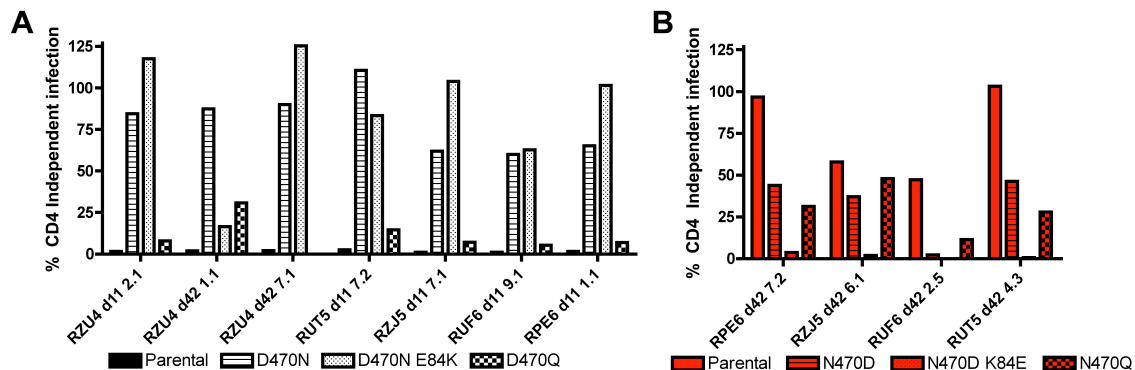 A
% CD4 Independent infection
125
100
75
50
25
0
RZU4 d11 2.1
RZU4 d42 1.1
RZU4 d42 7.1
RUT5 d11 7.2
RZJ5 d11 7.1
RUF6 d11 9.1
RPE6 d11 1.1
Parental D470N D470N E84K D470Q
B
% CD4 Independent infection
125
100
75
50
25
0
RPE6 d42 7.2
RZJ5 d42 6.1
RUF6 d42 2.5
RUT5 d42 4.3
Parental N470D N470D K84E N470Q